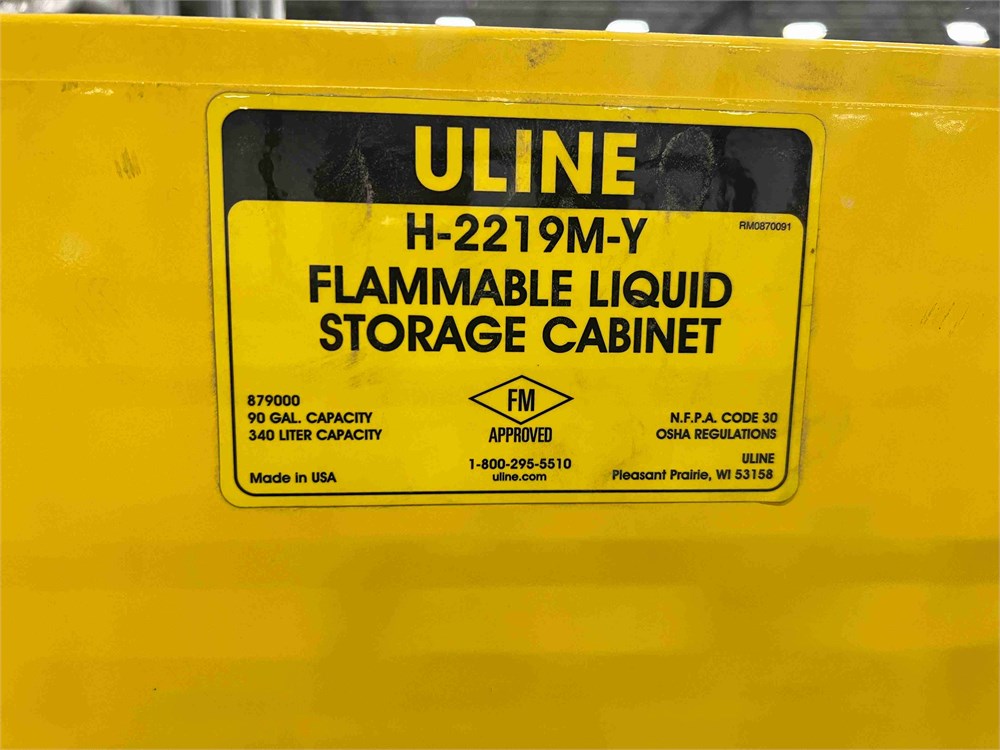 ULINE
H-2219M-Y
RM0870091
FLAMMABLE LIQUID
STORAGE CABINET
879000
90 GAL. CAPACITY
340 LITER CAPACITY
Made in USA
FM
APPROVED
1-800-295-5510
uline.com
N.F.P.A. CODE 30
OSHA REGULATIONS
ULINE
Pleasant Prairie, WI 53158